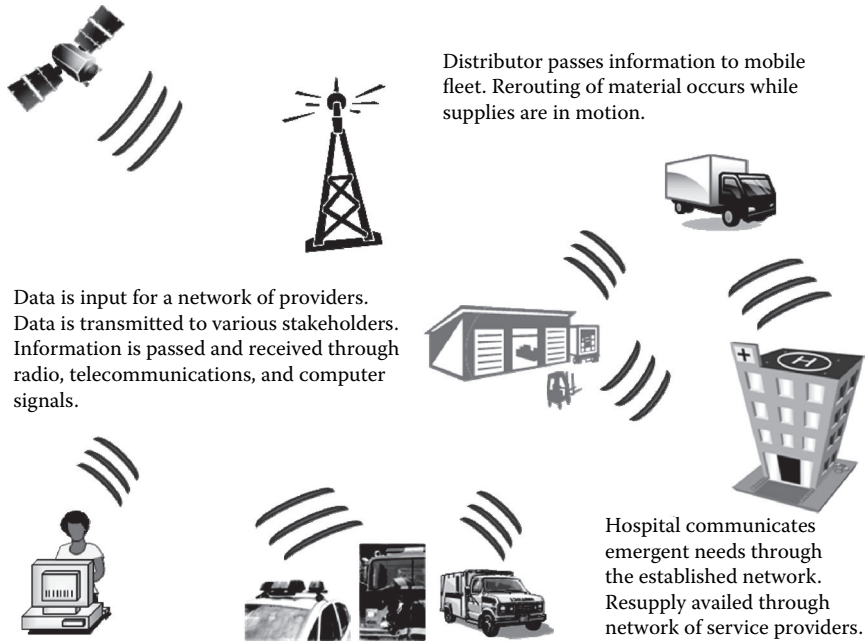 Distributor passes information to mobile
fleet. Rerouting of material occurs while
supplies are in motion.
Data is input for a network of providers.
Data is transmitted to various stakeholders.
Information is passed and received through
radio, telecommunications, and computer
signals.
H
Hospital communicates
emergent needs through
the established network.
Resupply availed through
network of service providers.